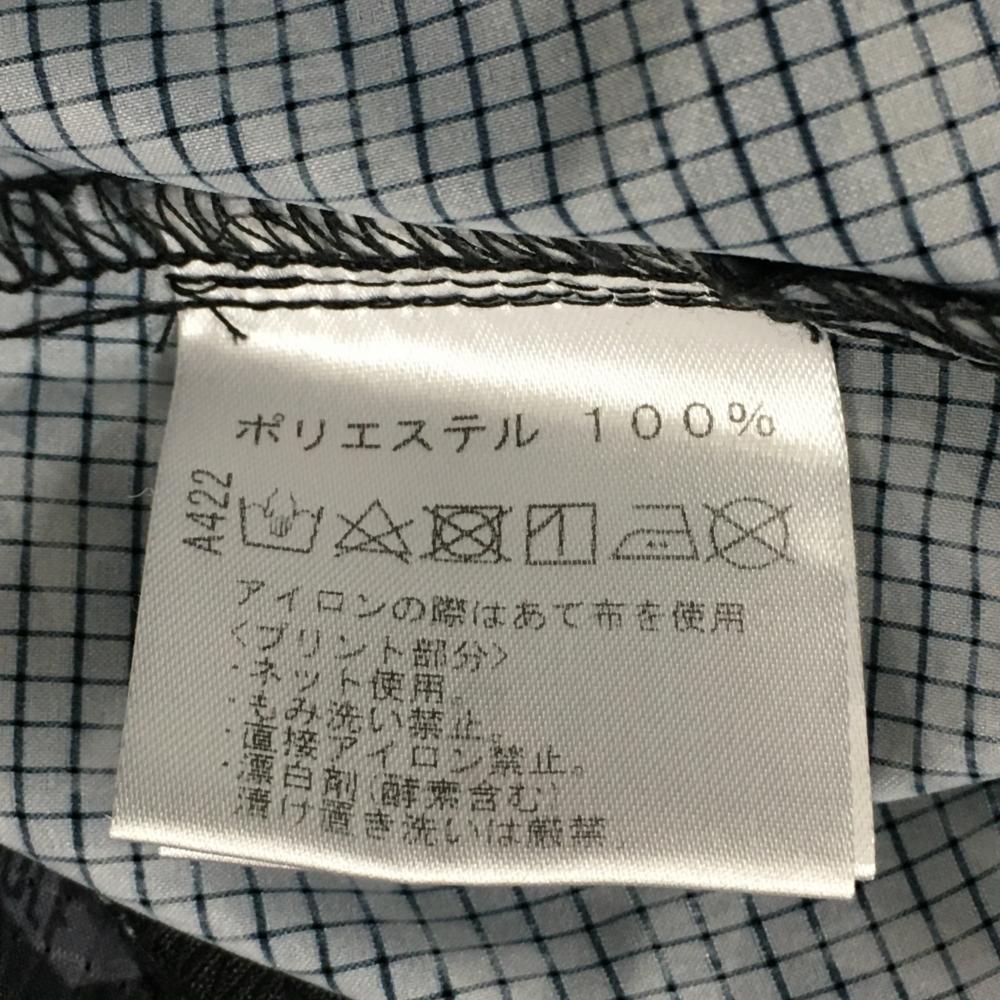 ポリエステル 100%
A422
アイロンの際はあて布を使用
<プリント部分>
・ネット使用。
・もみ洗い禁止。
・直接アイロン禁止。
・漂白剤(酵素含む)
漬け置き洗いは厳禁。